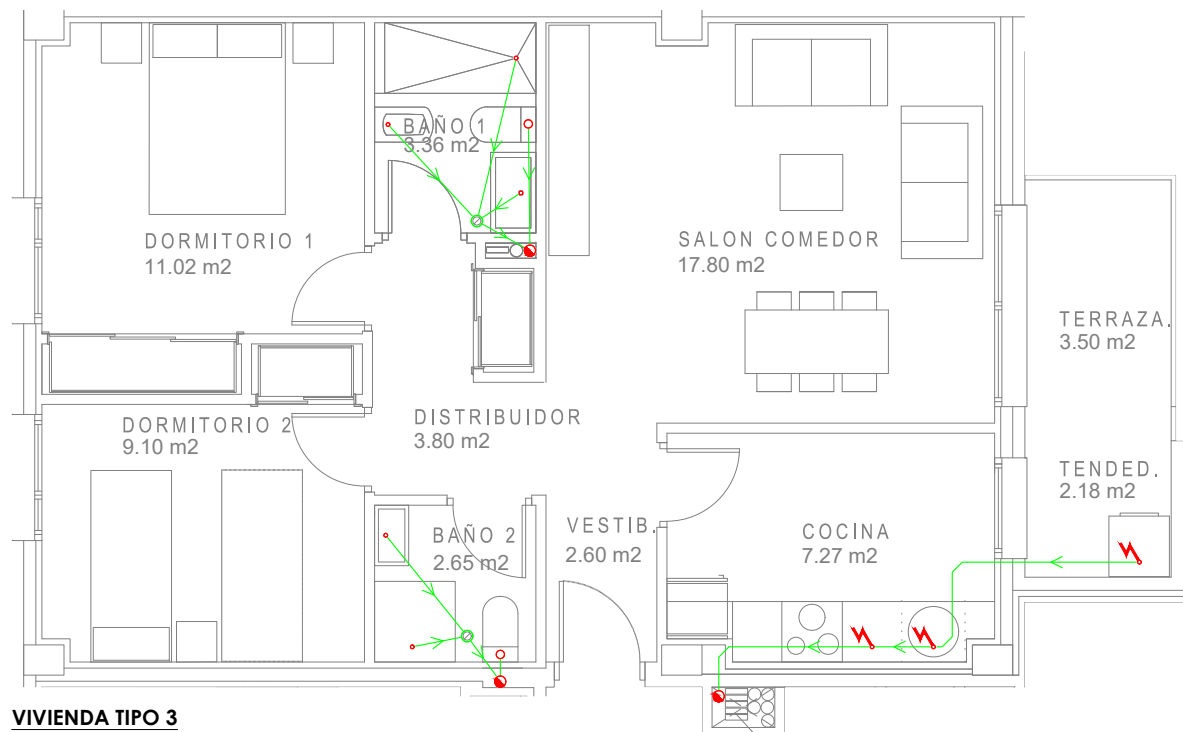 BAÑO 1
3.36 m2
DORMITORIO 1
11.02 m2
SALON COMEDOR
17.80 m2
TERRAZA.
3.50 m2
DORMITORIO 2
9.10 m2
DISTRIBUIDOR
3.80 m2
TENDED.
2.18 m2
BAÑO 2
2.65 m2
VESTIB.
2.60 m2
COCINA
7.27 m2
VIVIENDA TIPO 3